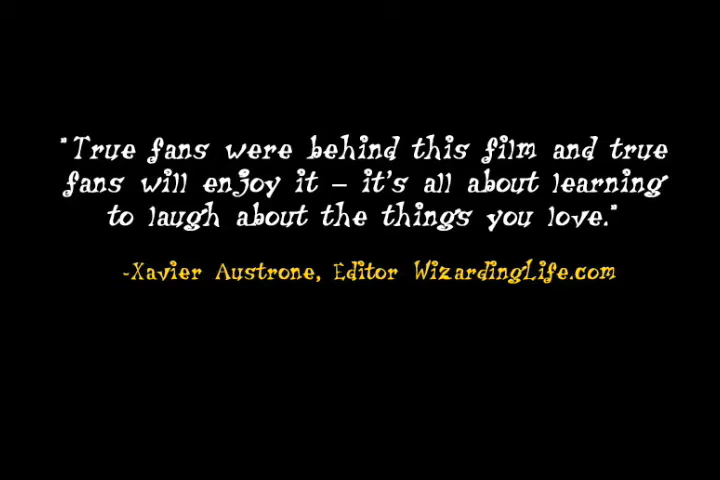 "True fans were behind this film and true
fans will enjoy it – it's all about learning
to laugh about the things you love."
-Xavier Austrone, Editor WizardingLife.com